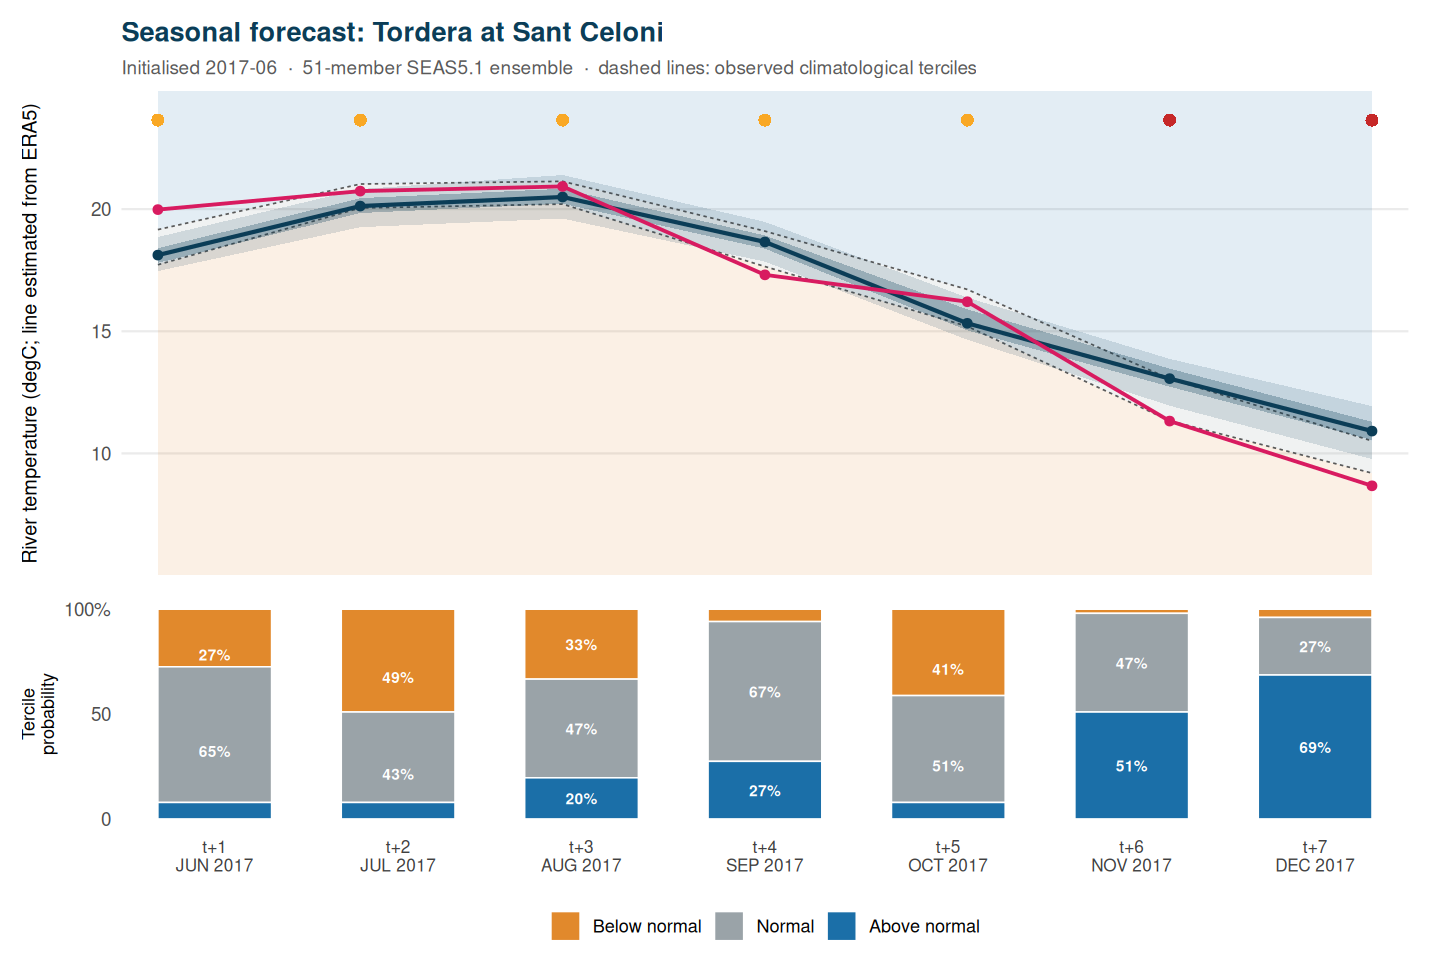 Seasonal forecast: Tordera at Sant Celoni
Initialised 2017-06 · 51-member SEAS5.1 ensemble · dashed lines: observed climatological terciles
River temperature (degC; line estimated from ERA5)
20
15
10
Tercile
probability
100%
50
0
27%
65%
49%
43%
33%
47%
20%
67%
27%
41%
51%
47%
51%
27%
69%
t+1
JUN 2017
t+2
JUL 2017
t+3
AUG 2017
t+4
SEP 2017
t+5
OCT 2017
t+6
NOV 2017
t+7
DEC 2017
Below normal
Normal
Above normal